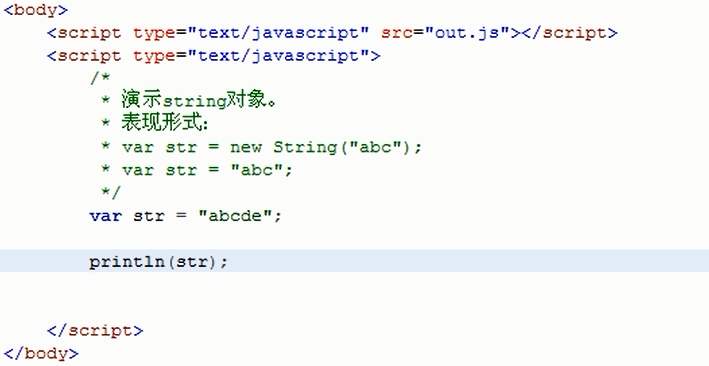 <body>
<script type="text/javascript" src="out.js"></script>
<script type="text/javascript">
/*
* 演示string对象。
* 表现形式:
* var str = new String("abc");
* var str = "abc";
*/
var str = "abcde";
println(str);
</script>
</body>